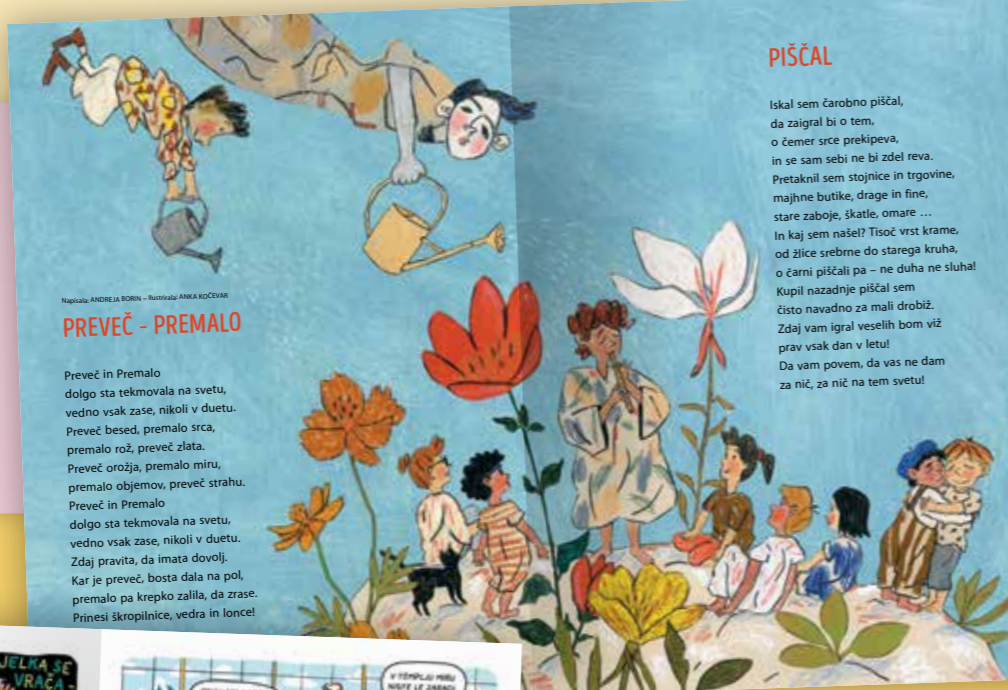 Napisala: ANDREJA BORIN – Ilustrirala: ANKA KOČEVAR
PREVEČ - PREMALO
Preveč in Premalo
dolgo sta tekmovala na svetu,
vedno vsak zase, nikoli v duetu.
Preveč besed, premalo srca,
premalo rož, preveč zlata.
Preveč orožja, premalo miru,
premalo objemov, preveč strahu.
Preveč in Premalo
dolgo sta tekmovala na svetu,
vedno vsak zase, nikoli v duetu.
Zdaj pravita, da imata dovolj.
Kar je preveč, bosta dala na pol,
premalo pa krepko zalila, da zrase.
Prinesi škropilnice, vedra in lonce!
PIŠČAL
Iskal sem čarobno piščal,
da zaigral bi o tem,
o čemer srce prekipeva,
in se sam sebi ne bi zdel reva.
Pretaknil sem stojnice in trgovine,
majhne butike, drage in fine,
stare zaboje, škatle, omare …
In kaj sem našel? Tisoč vrst krame,
od žlice srebrne do starega kruha,
o čarni piščali pa – ne duha ne sluha!
Kupil nazadnje piščal sem
čisto navadno za mali drobiž.
Zdaj vam igral veselih bom viž
prav vsak dan v letu!
Da vam povem, da vas ne dam
za nič, za nič na tem svetu!
JELKA SE
VRAČA -
V TEMPLJU MIRU
NISTE LE ZARADI